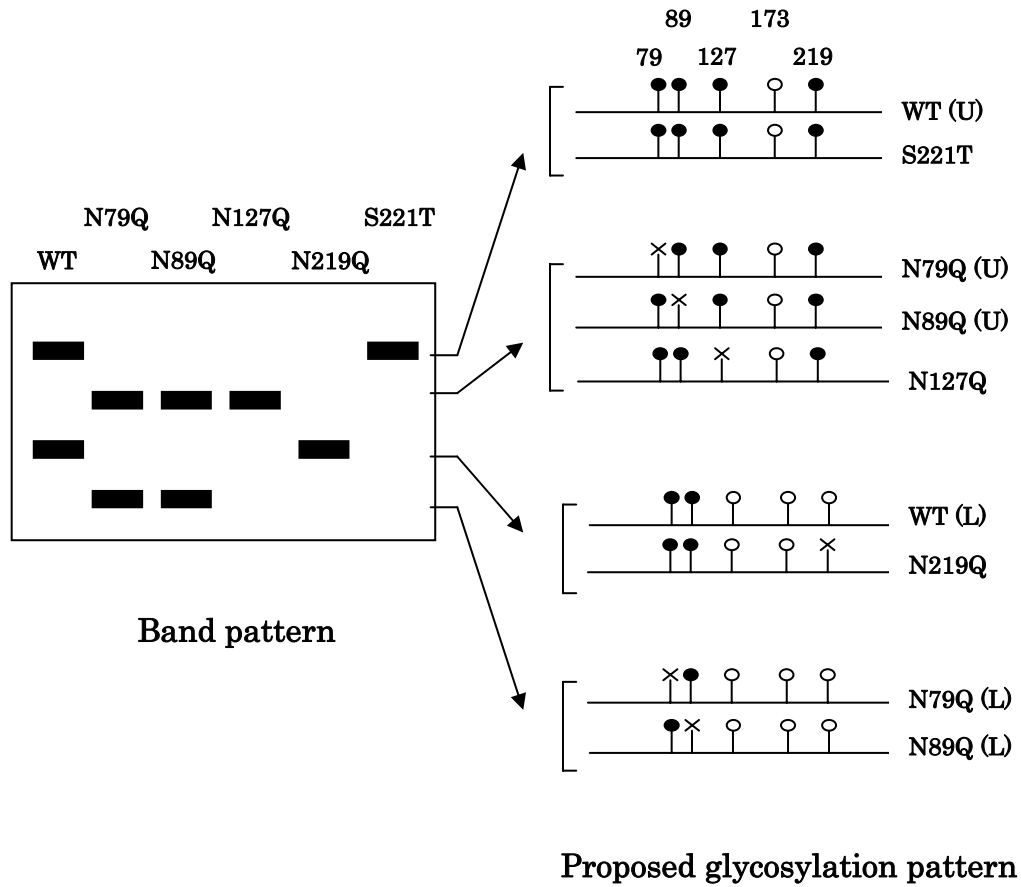 89 173
79 127 219
WT (U)
S221T
N79Q N127Q S221T
WT N89Q N219Q
N79Q (U)
N89Q (U)
N127Q
WT (L)
N219Q
Band pattern
N79Q (L)
N89Q (L)
Proposed glycosylation pattern